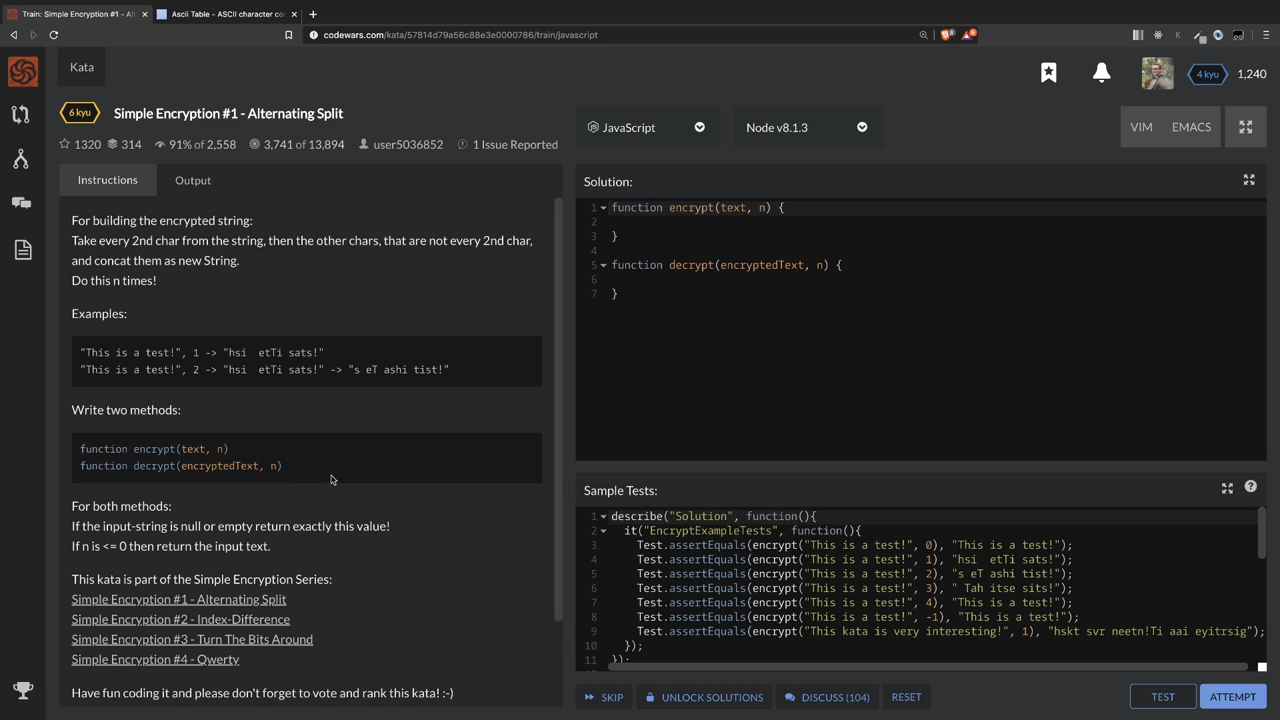 Train: Simple Encryption #1 - Alt
Ascii Table - ASCII character co
codewars.com/kata/57814d79a56c88e3e0000786/train/javascript
Kata
4 kyu
1,240
6 kyu
Simple Encryption #1 - Alternating Split
1320
314
91% of 2,558
3,741 of 13,894
user5036852
1 Issue Reported
JavaScript
Node v8.1.3
VIM
EMACS
Instructions
Output
For building the encrypted string:
Take every 2nd char from the string, then the other chars, that are not every 2nd char,
and concat them as new String.
Do this n times!
Examples:
"This is a test!", 1 -> "hsi  etTi sats!"
"This is a test!", 2 -> "hsi  etTi sats!" -> "s eT ashi tist!"
Write two methods:
function encrypt(text, n)
function decrypt(encryptedText, n)
For both methods:
If the input-string is null or empty return exactly this value!
If n is <= 0 then return the input text.
This kata is part of the Simple Encryption Series:
Simple Encryption #1 - Alternating Split
Simple Encryption #2 - Index-Difference
Simple Encryption #3 - Turn The Bits Around
Simple Encryption #4 - Qwerty
Have fun coding it and please don't forget to vote and rank this kata! :-)
Solution:
1 function encrypt(text, n) {
2
3 }
4
5 function decrypt(encryptedText, n) {
6
7 }
Sample Tests:
1 describe("Solution", function(){
2 it("EncryptExampleTests", function(){
3 Test.assertEquals(encrypt("This is a test!", 0), "This is a test!");
4 Test.assertEquals(encrypt("This is a test!", 1), "hsi  etTi sats!");
5 Test.assertEquals(encrypt("This is a test!", 2), "s eT ashi tist!");
6 Test.assertEquals(encrypt("This is a test!", 3), " Tah itse sits!");
7 Test.assertEquals(encrypt("This is a test!", 4), "This is a test!");
8 Test.assertEquals(encrypt("This is a test!", -1), "This is a test!");
9 Test.assertEquals(encrypt("This kata is very interesting!", 1), "hskt svr neetn!Ti aai eyitrsig");
10 });
11 });
SKIP
UNLOCK SOLUTIONS
DISCUSS (104)
RESET
TEST
ATTEMPT